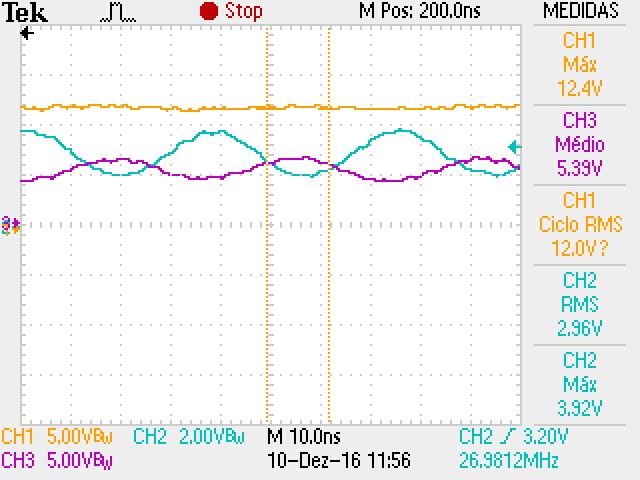 Tek Stop M Pos: 200.0ns MEDIDAS
CH1
Máx
12.4V
CH3
Médio
5.39V
CH1
Ciclo RMS
12.0V?
CH2
RMS
2.96V
CH2
Máx
3.92V
CH1 5.00VBw CH2 2.00VBw M 10.0ns CH2 3.20V
CH3 5.00VBw 10-Dez-16 11:56 26.9812MHz